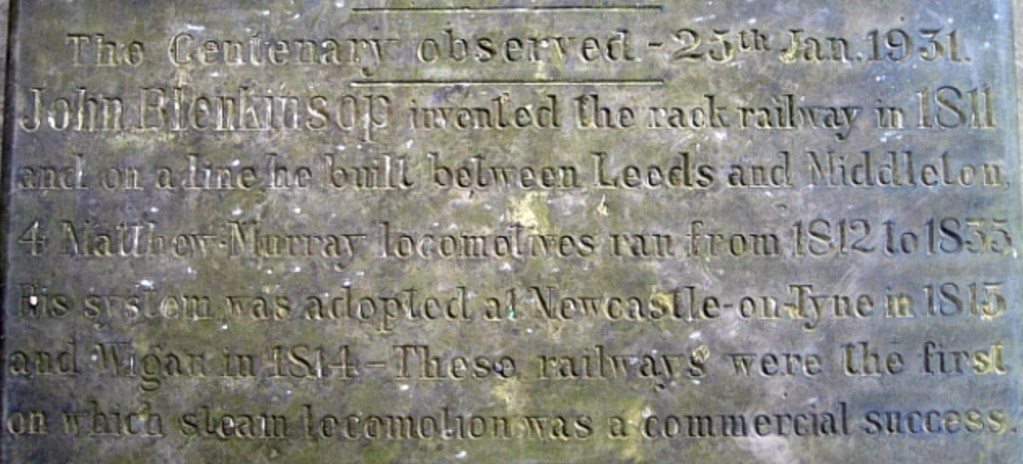 The Centenary observed - 25th Jan. 1931.
John Blenkinsop invented the rack railway in 1811
and on a line he built between Leeds and Middleton,
4 Matthew Murray locomotives ran from 1812 to 1835
His system was adopted at Newcastle-on-Tyne in 1813
and Wigan in 1814 - These railways were the first
on which steam locomotion was a commercial success.